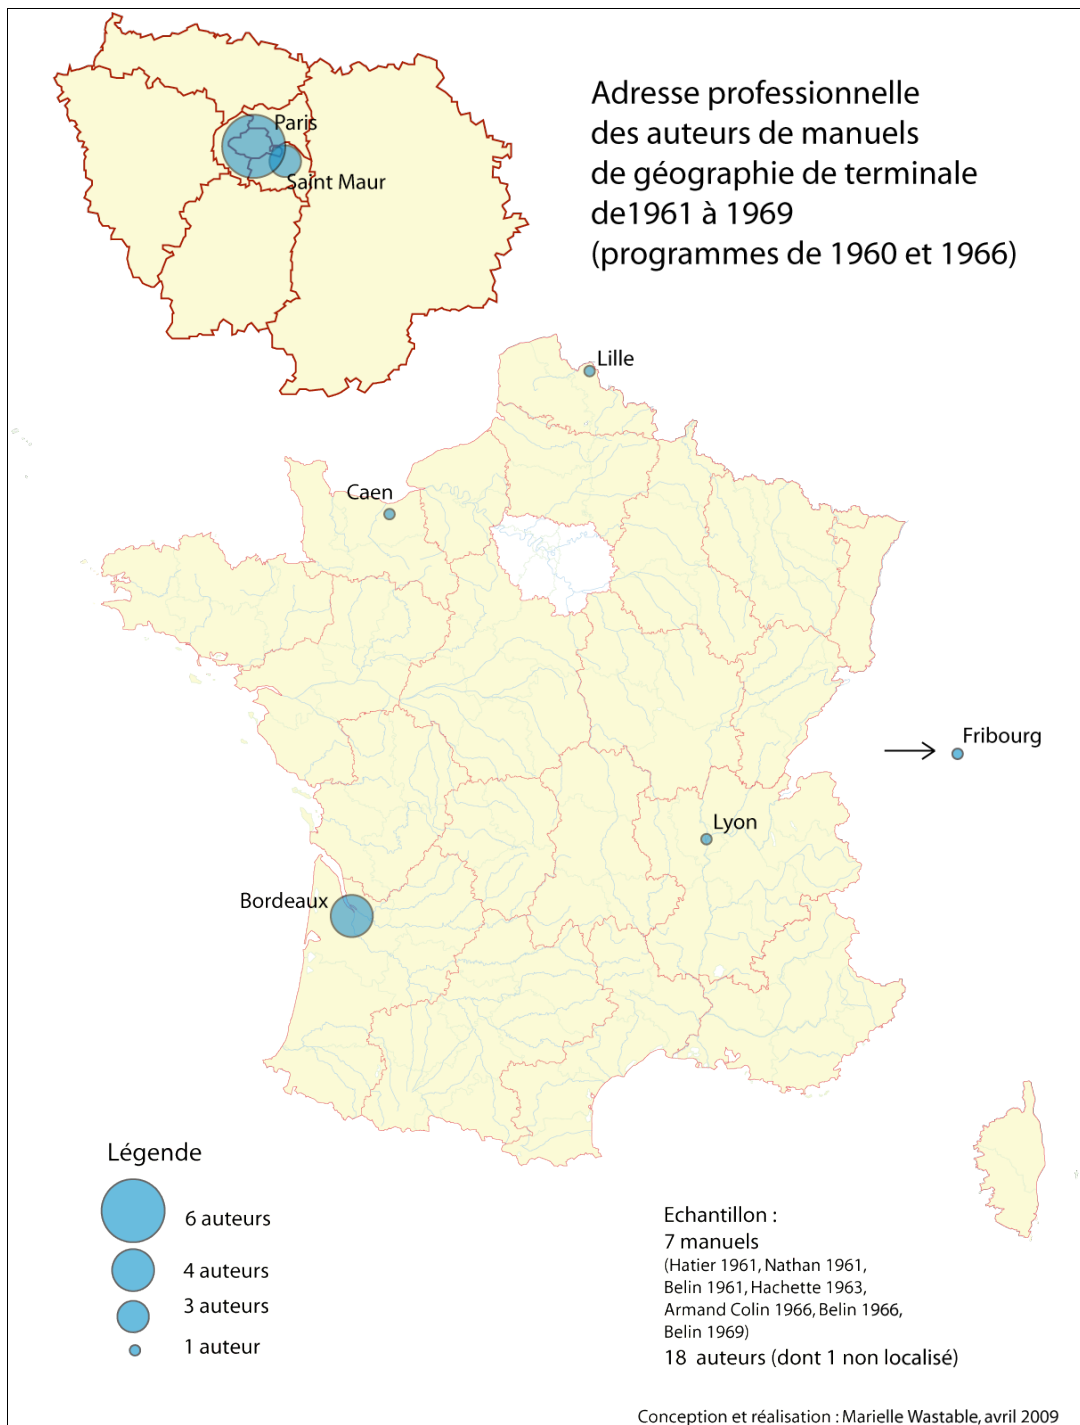 Adresse professionnelle
des auteurs de manuels
de géographie de terminale
de1961 à 1969
(programmes de 1960 et 1966)
Paris
Saint Maur
Lille
Caen
Fribourg
Lyon
Bordeaux
Légende
6 auteurs
4 auteurs
3 auteurs
1 auteur
Echantillon :
7 manuels
(Hatier 1961, Nathan 1961,
Belin 1961, Hachette 1963,
Armand Colin 1966, Belin 1966,
Belin 1969)
18 auteurs (dont 1 non localisé)
Conception et réalisation : Marielle Wastable, avril 2009